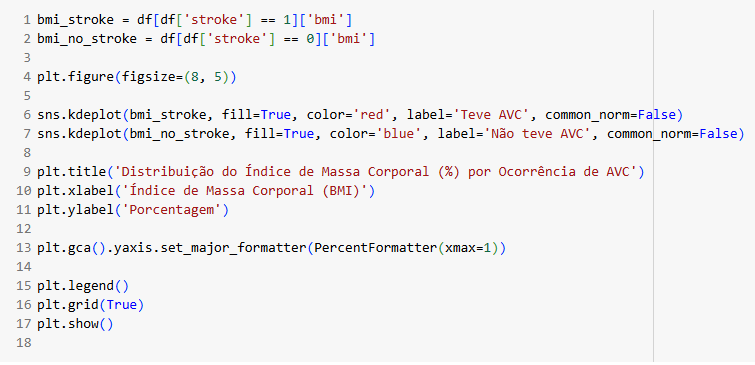 1 bmi_stroke = df[df['stroke'] == 1]['bmi']
2 bmi_no_stroke = df[df['stroke'] == 0]['bmi']
3
4 plt.figure(figsize=(8, 5))
5
6 sns.kdeplot(bmi_stroke, fill=True, color='red', label='Teve AVC', common_norm=False)
7 sns.kdeplot(bmi_no_stroke, fill=True, color='blue', label='Não teve AVC', common_norm=False)
8
9 plt.title('Distribuição do Índice de Massa Corporal (%) por Ocorrência de AVC')
10 plt.xlabel('Índice de Massa Corporal (BMI)')
11 plt.ylabel('Porcentagem')
12
13 plt.gca().yaxis.set_major_formatter(PercentFormatter(xmax=1))
14
15 plt.legend()
16 plt.grid(True)
17 plt.show()
18